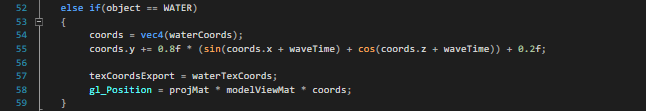 52 else if(object == WATER)
53 {
54 coords = vec4(waterCoords);
55 coords.y += 0.8f * (sin(coords.x + waveTime) + cos(coords.z + waveTime)) + 0.2f;
56
57 texCoordsExport = waterTexCoords;
58 gl_Position = projMat * modelViewMat * coords;
59 }